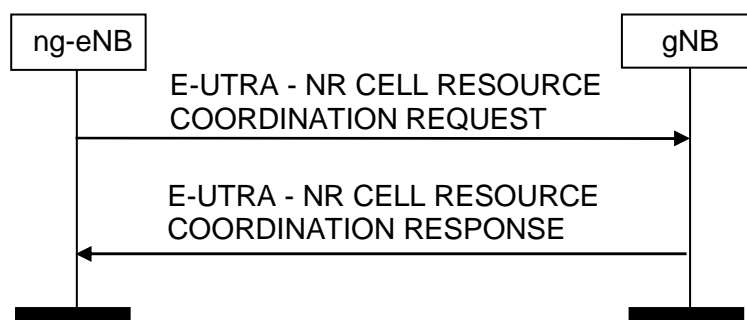 ng-eNB
gNB
E-UTRA - NR CELL RESOURCE
COORDINATION REQUEST
E-UTRA - NR CELL RESOURCE
COORDINATION RESPONSE